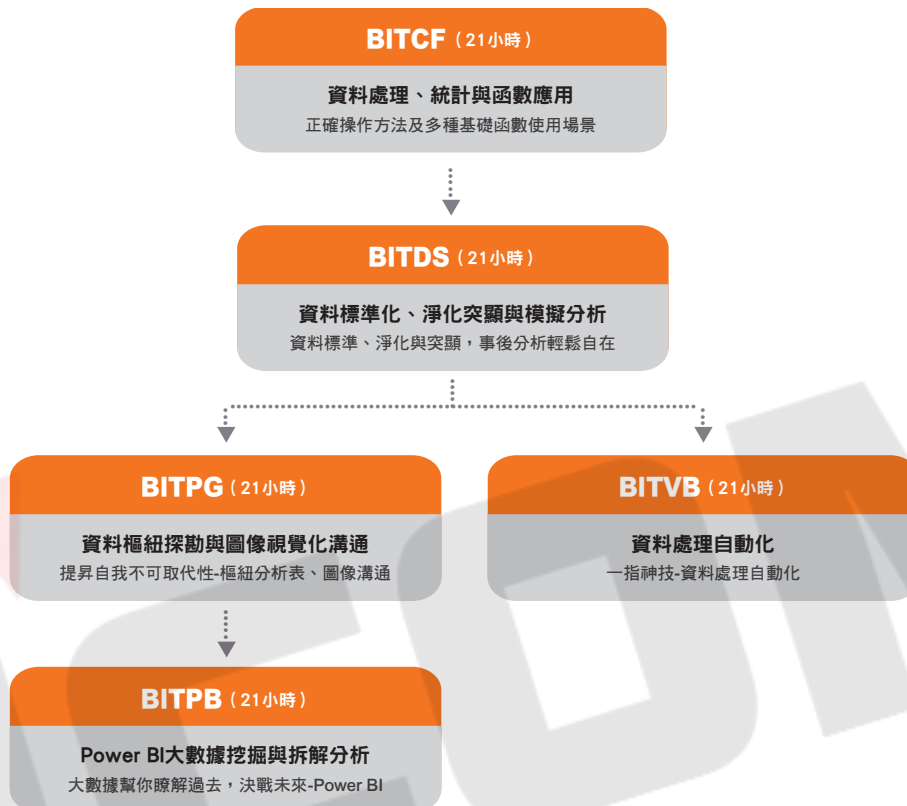 BITCF（21小時）
資料處理、統計與函數應用
正確操作方法及多種基礎函數使用場景
BITDS（21小時）
資料標準化、淨化突顯與模擬分析
資料標準、淨化與突顯，事後分析輕鬆自在
BITPG（21小時）
資料樞紐探勘與圖像視覺化溝通
提昇自我不可取代性-樞紐分析表、圖像溝通
BITVB（21小時）
資料處理自動化
一指神技-資料處理自動化
BITPB（21小時）
Power BI大數據挖掘與拆解分析
大數據幫你瞭解過去，決戰未來-Power BI